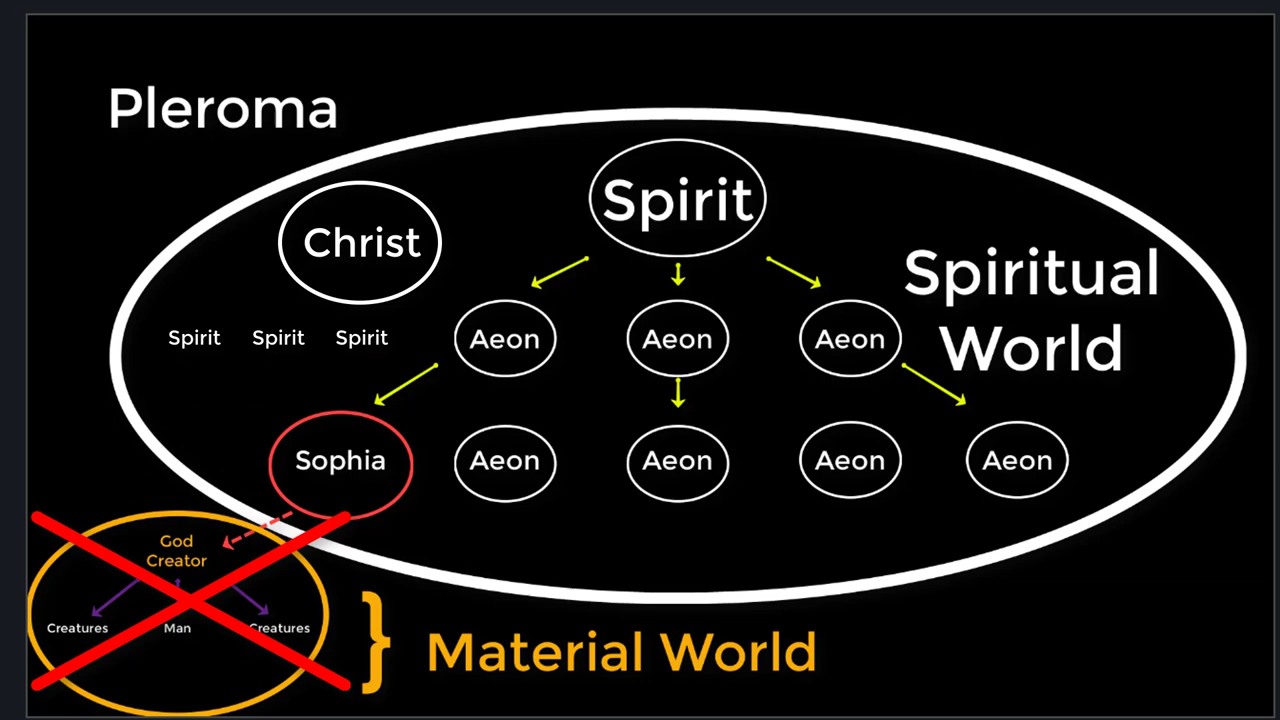 Pleroma
Spirit
Christ
Spiritual
World
Spirit Spirit Spirit
Aeon Aeon Aeon
Sophia Aeon Aeon Aeon Aeon
God
Creator
Creatures Man Creatures
} Material World